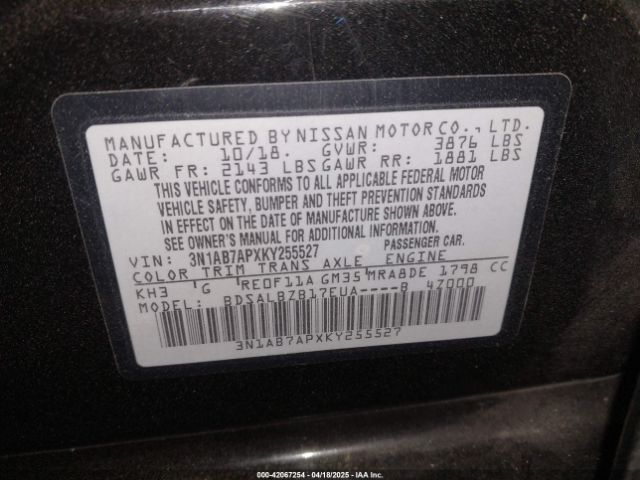 MANUFACTURED BY NISSAN MOTOR CO., LTD.
DATE: 10/18. GVWR: 3876 LBS
GAWR FR: 2143 LBS GAWR RR: 1881 LBS
THIS VEHICLE CONFORMS TO ALL APPLICABLE FEDERAL MOTOR
VEHICLE SAFETY, BUMPER AND THEFT PREVENTION STANDARDS
IN EFFECT ON THE DATE OF MANUFACTURE SHOWN ABOVE.
SEE OWNER'S MANUAL FOR ADDITIONAL INFORMATION.
VIN: 3N1AB7APXKY255527 PASSENGER CAR.
COLOR TRIM TRANS AXLE ENGINE
KH3 G RE0F11A GM35 MRA8DE 1798 CC
MODEL: BDSALBZB17EUA----B 4Z000
3N1AB7APXKY255527
000-42067254 - 04/18/2025 - IAA Inc.